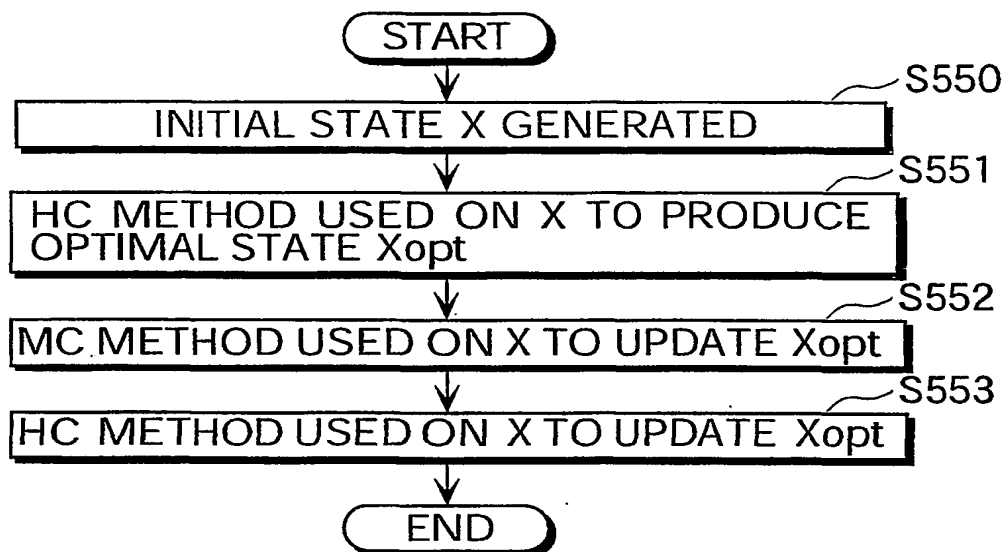 START
S550
INITIAL STATE X GENERATED
S551
HC METHOD USED ON X TO PRODUCE
OPTIMAL STATE Xopt
S552
MC METHOD USED ON X TO UPDATE Xopt
S553
HC METHOD USED ON X TO UPDATE Xopt
END